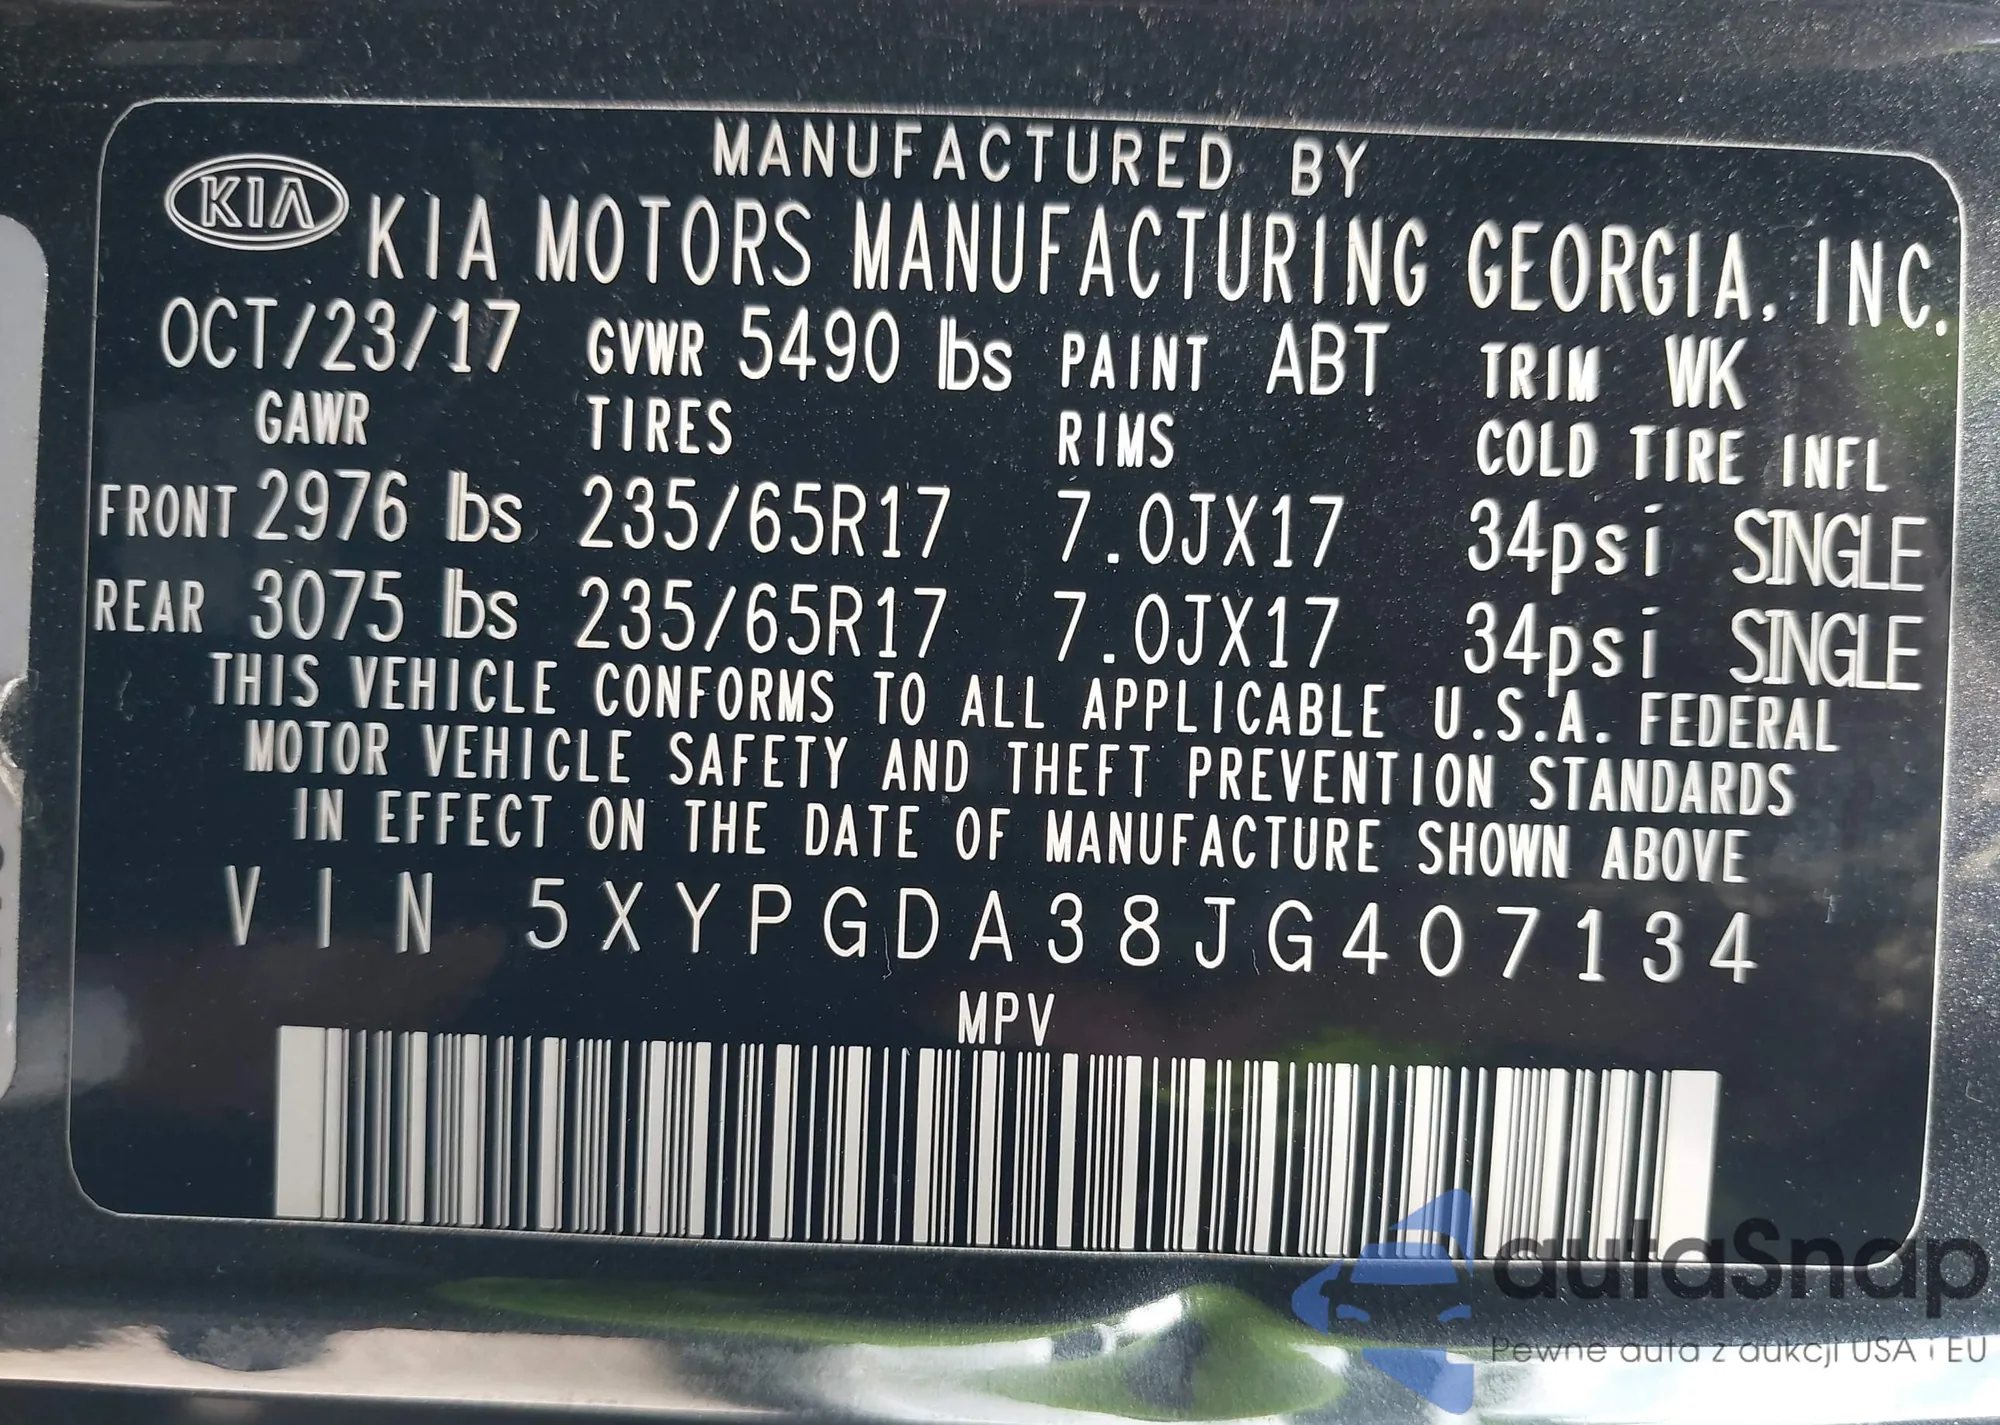 MANUFACTURED BY
KIA KIA MOTORS MANUFACTURING GEORGIA, INC.
OCT/23/17 GVWR 5490 lbs PAINT ABT TRIM WK
GAWR TIRES RIMS COLD TIRE INFL
FRONT 2976 lbs 235/65R17 7.0JX17 34psi SINGLE
REAR 3075 lbs 235/65R17 7.0JX17 34psi SINGLE
THIS VEHICLE CONFORMS TO ALL APPLICABLE U.S.A. FEDERAL
MOTOR VEHICLE SAFETY AND THEFT PREVENTION STANDARDS
IN EFFECT ON THE DATE OF MANUFACTURE SHOWN ABOVE
VIN 5XYPGDA38JG407134
MPV
autaSnap
Pewne auta z aukcji USA i EU